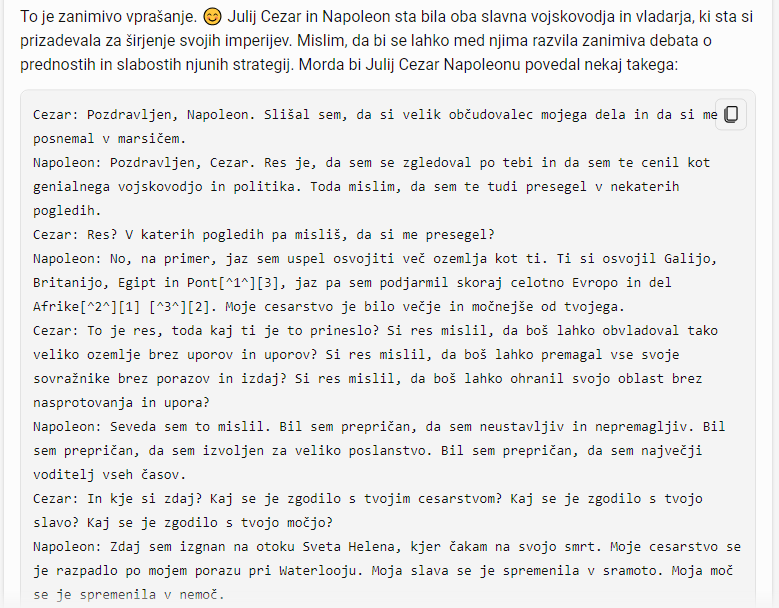 To je zanimivo vprašanje. 😊 Julij Cezar in Napoleon sta bila oba slavna vojskovodja in vladarja, ki sta si
prizadevala za širjenje svojih imperijev. Mislim, da bi se lahko med njima razvila zanimiva debata o
prednostih in slabostih njunih strategij. Morda bi Julij Cezar Napoleonu povedal nekaj takega:
Cezar: Pozdravljen, Napoleon. Slišal sem, da si velik občudovalec mojega dela in da si me
posnemal v marsičem.
Napoleon: Pozdravljen, Cezar. Res je, da sem se zgledoval po tebi in da sem te cenil kot
genialnega vojskovodjo in politika. Toda mislim, da sem te tudi presegel v nekaterih
pogledih.
Cezar: Res? V katerih pogledih pa misliš, da si me presegel?
Napoleon: No, na primer, jaz sem uspel osvojiti več ozemlja kot ti. Ti si osvojil Galijo,
Britanijo, Egipt in Pont[^1^][3], jaz pa sem podjarmil skoraj celotno Evropo in del
Afrike[^2^][1] [^3^][2]. Moje cesarstvo je bilo večje in močnejše od tvojega.
Cezar: To je res, toda kaj ti je to prineslo? Si res mislil, da boš lahko obvladoval tako
veliko ozemlje brez uporov in uporov? Si res mislil, da boš lahko premagal vse svoje
sovražnike brez porazov in izdaj? Si res mislil, da boš lahko ohranil svojo oblast brez
nasprotovanja in upora?
Napoleon: Seveda sem to mislil. Bil sem prepričan, da sem neustavljiv in nepremagljiv. Bil
sem prepričan, da sem izvoljen za veliko poslanstvo. Bil sem prepričan, da sem največji
voditelj vseh časov.
Cezar: In kje si zdaj? Kaj se je zgodilo s tvojim cesarstvom? Kaj se je zgodilo s tvojo
slavo? Kaj se je zgodilo s tvojo močjo?
Napoleon: Zdaj sem izgnan na otoku Sveta Helena, kjer čakam na svojo smrt. Moje cesarstvo se
je razpadlo po mojem porazu pri Waterlooju. Moja slava se je spremenila v sramoto. Moja moč
se je spremenila v nemoč.